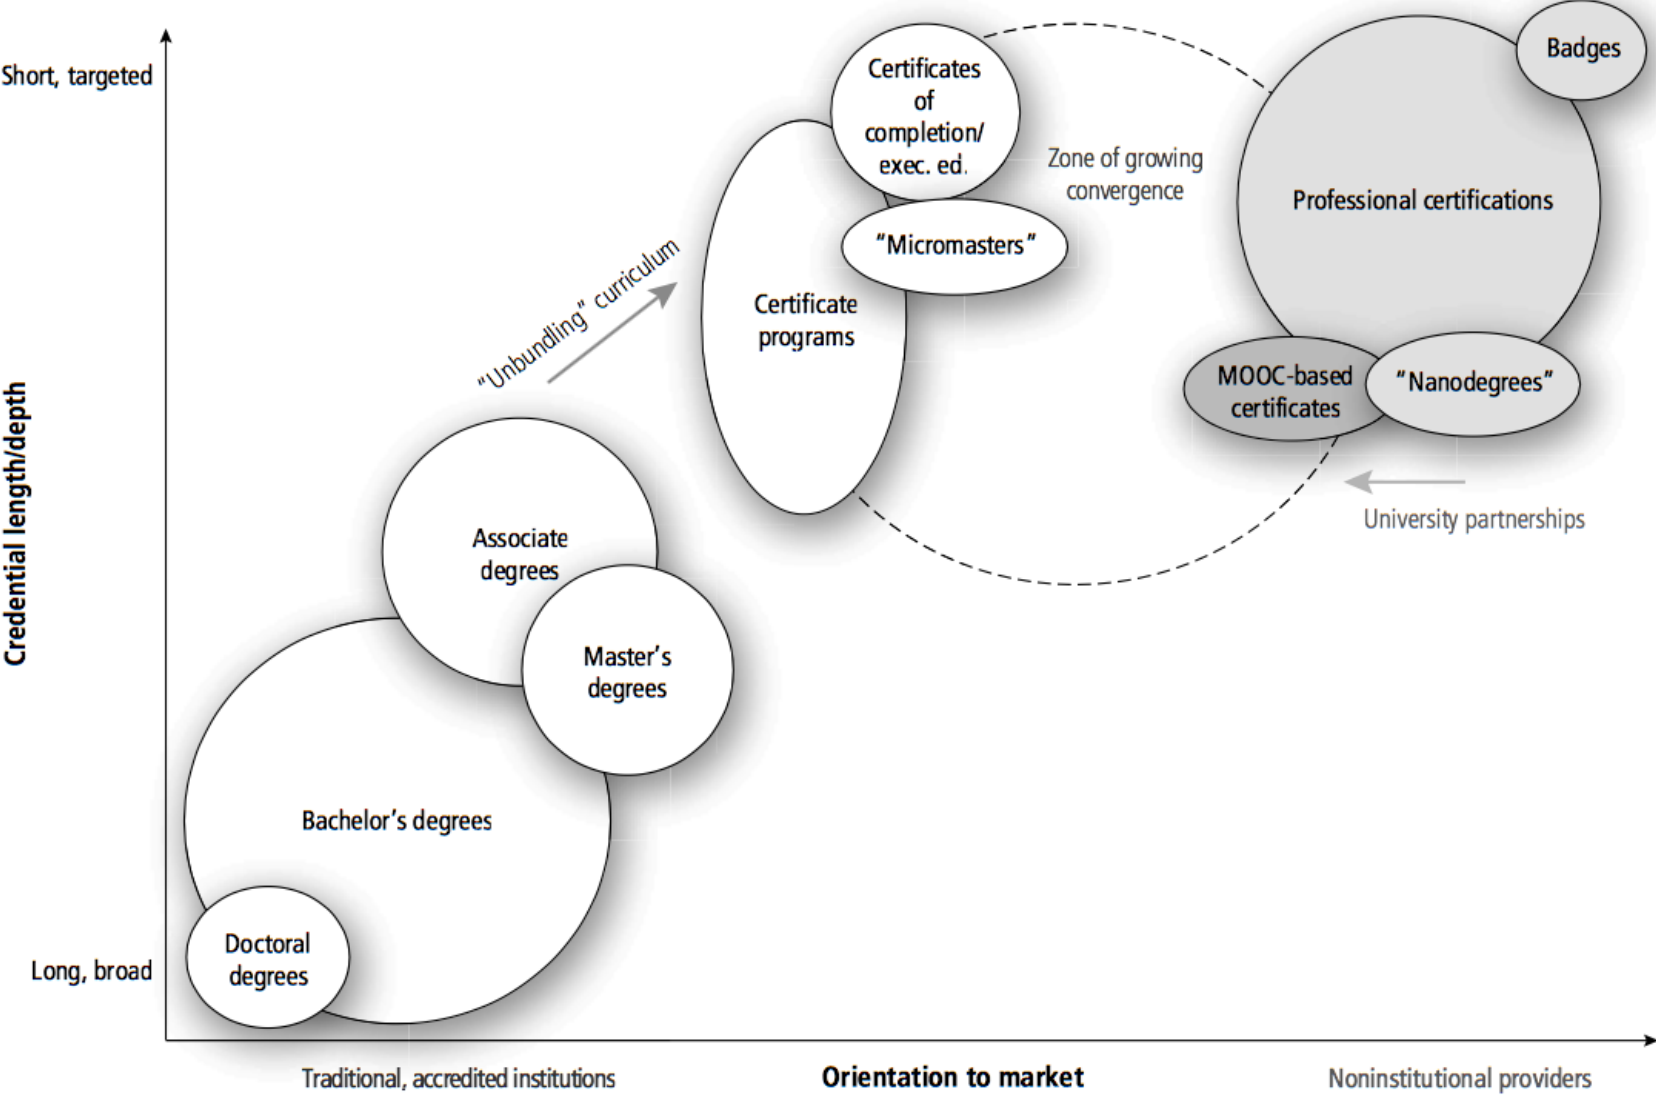 Short, targeted
Certificates
of
completion/
exec. ed.
Badges
Zone of growing
convergence
Professional certifications
“Micromasters”
“Unbundling” curriculum
Certificate
programs
MOOC-based
certificates
“Nanodegrees”
University partnerships
Credential length/depth
Associate
degrees
Master’s
degrees
Bachelor’s degrees
Doctoral
degrees
Long, broad
Traditional, accredited institutions
Orientation to market
Noninstitutional providers